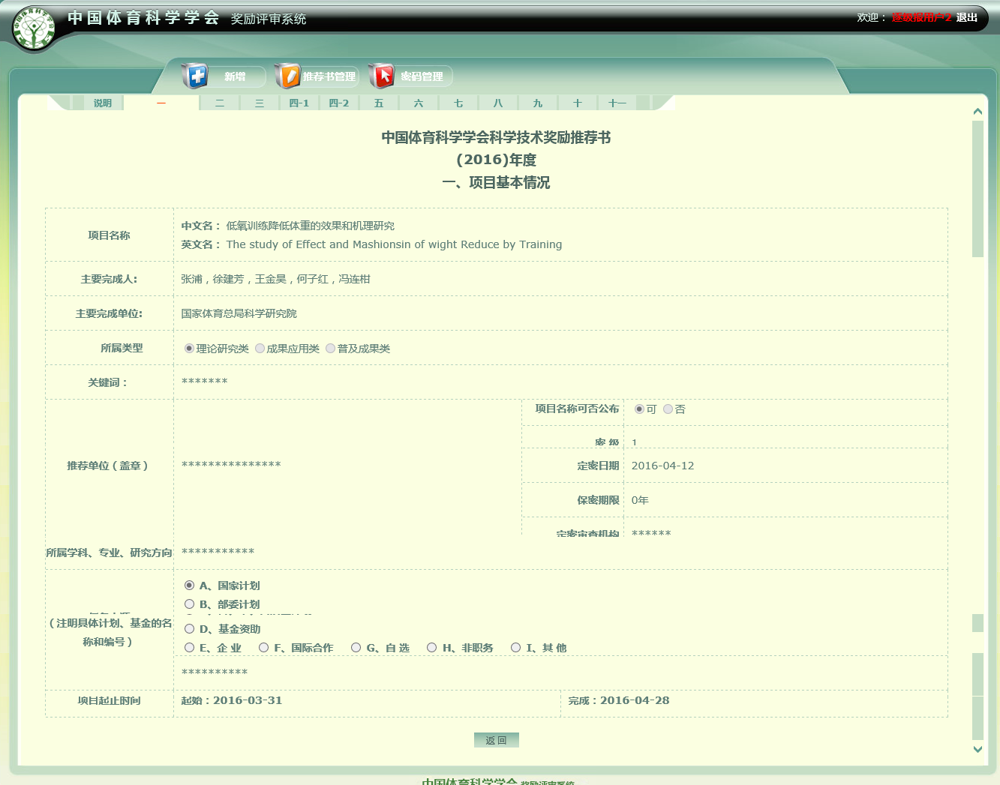 中国体育科学学会 奖励评审系统
欢迎： 逐级报用户2 退出
新增 推荐书管理 密码管理
说明 一 二 三 四-1 四-2 五 六 七 八 九 十 十一
中国体育科学学会科学技术奖励推荐书
(2016)年度
一、项目基本情况
项目名称
中文名： 低氧训练降低体重的效果和机理研究
英文名： The study of Effect and Mashionsin of wight Reduce by Training
主要完成人: 张浦，徐建芳，王金昊，何子红，冯连柑
主要完成单位: 国家体育总局科学研究院
所属类型 理论研究类 成果应用类 普及成果类
关键词： *******
推荐单位（盖章） ***************
项目名称可否公布 可 否
密 级 1
定密日期 2016-04-12
保密期限 0年
定密审查机构 ******
所属学科、专业、研究方向 ***********
（注明具体计划、基金的名
称和编号）
A、国家计划
B、部委计划
D、基金资助
E、企 业 F、国际合作 G、自 选 H、非职务 I、其 他
**********
项目起止时间 起始：2016-03-31 完成：2016-04-28
返 回
中国体育科学学会 奖励评审系统